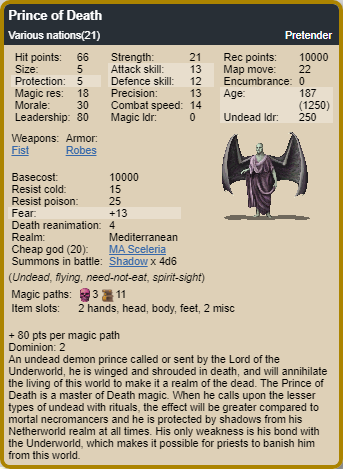 Prince of Death
Various nations(21) Pretender
Hit points: 66 Strength: 21 Rec points: 10000
Size: 5 Attack skill: 13 Map move: 22
Protection: 5 Defence skill: 12 Encumbrance: 0
Magic res: 18 Precision: 13 Age: 187
Morale: 30 Combat speed: 14 (1250)
Leadership: 80 Magic ldr: 0 Undead ldr: 250
Weapons: Armor:
Fist Robes
Basecost: 10000
Resist cold: 15
Resist poison: 25
Fear: +13
Death reanimation: 4
Realm: Mediterranean
Cheap god (20): MA Sceleria
Summons in battle: Shadow x 4d6
(Undead, flying, need-not-eat, spirit-sight)
Magic paths: 3 11
Item slots: 2 hands, head, body, feet, 2 misc
+ 80 pts per magic path
Dominion: 2
An undead demon prince called or sent by the Lord of the
Underworld, he is winged and shrouded in death, and will annihilate
the living of this world to make it a realm of the dead. The Prince of
Death is a master of Death magic. When he calls upon the lesser
types of undead with rituals, the effect will be greater compared to
mortal necromancers and he is protected by shadows from his
Netherworld realm at all times. His only weakness is his bond with
the Underworld, which makes it possible for priests to banish him
from this world.